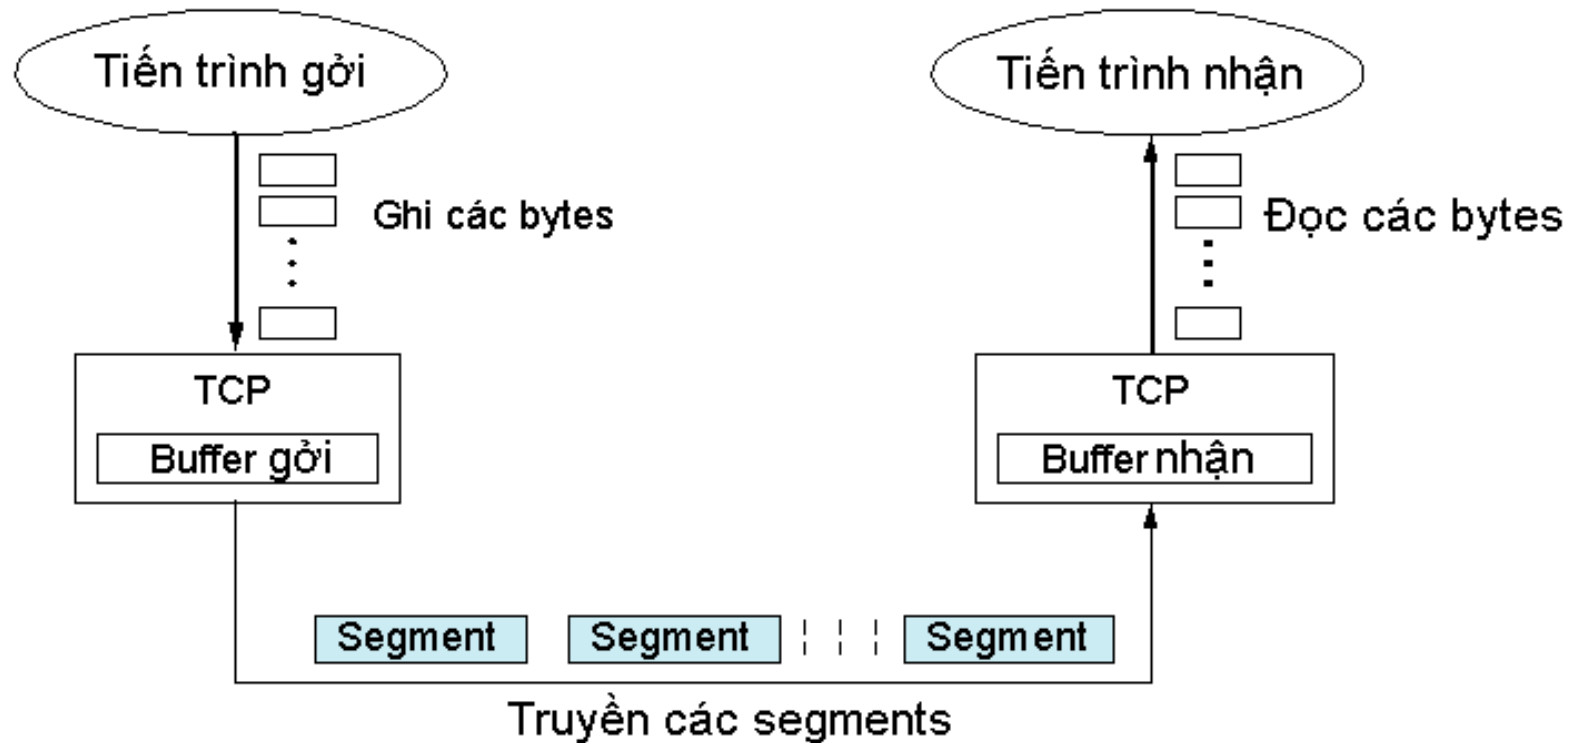 Tiến trình gởi
Tiến trình nhận
Ghi các bytes
Đọc các bytes
TCP
TCP
Buffer gởi
Buffer nhận
Segment
Segment
Segment
Truyền các segments